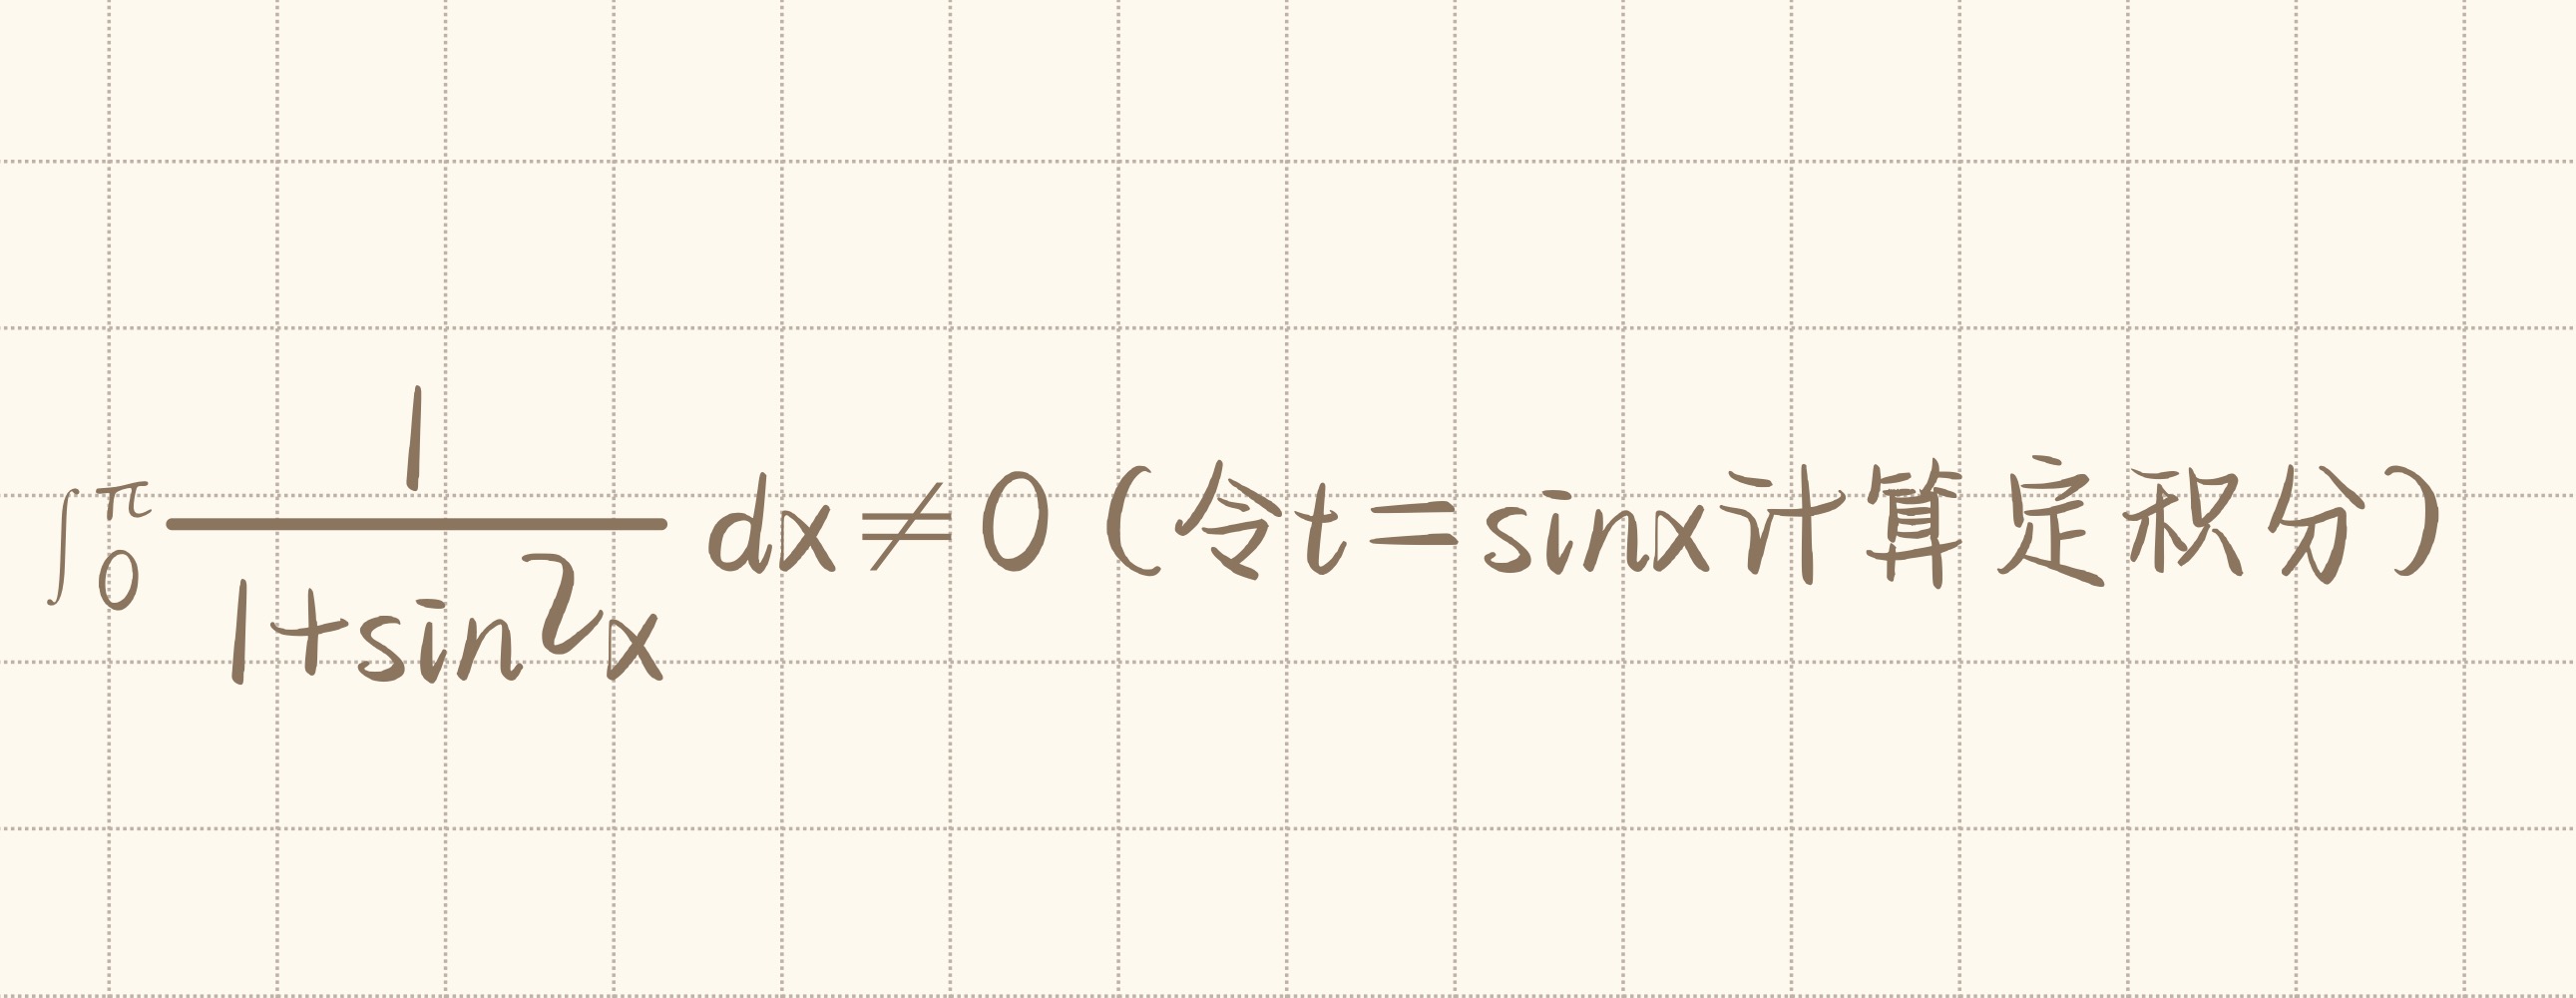 ∫₀^π 1/(1+sin²x) dx≠0 (令t=sinx计算定积分)